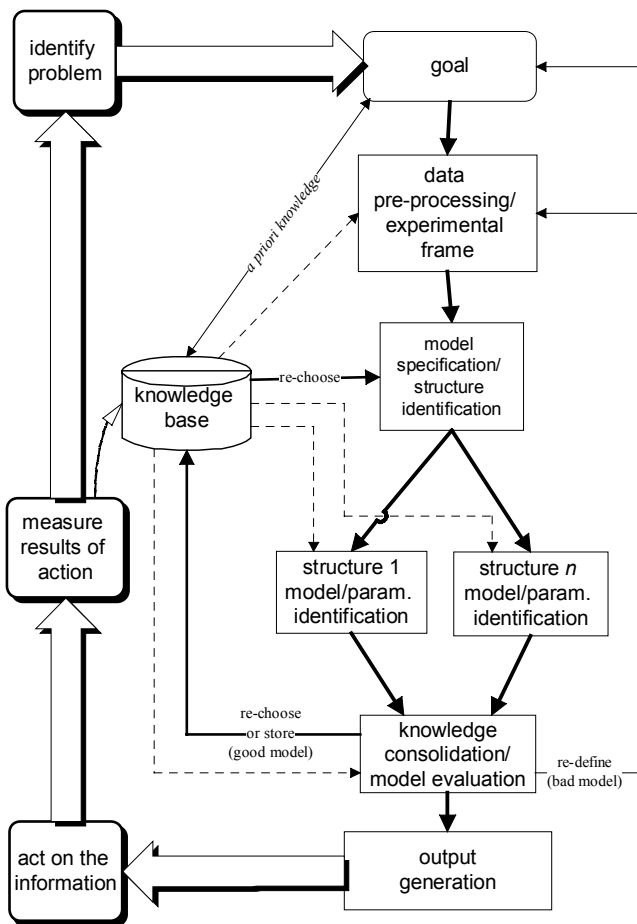 identify
problem
goal
data
pre-processing/
experimental
frame
a priori knowledge
model
specification/
structure
identification
re-choose
knowledge
base
measure
results of
action
structure 1
model/param.
identification
structure n
model/param.
identification
re-choose
or store
(good model)
knowledge
consolidation/
model evaluation
re-define
(bad model)
act on the
information
output
generation